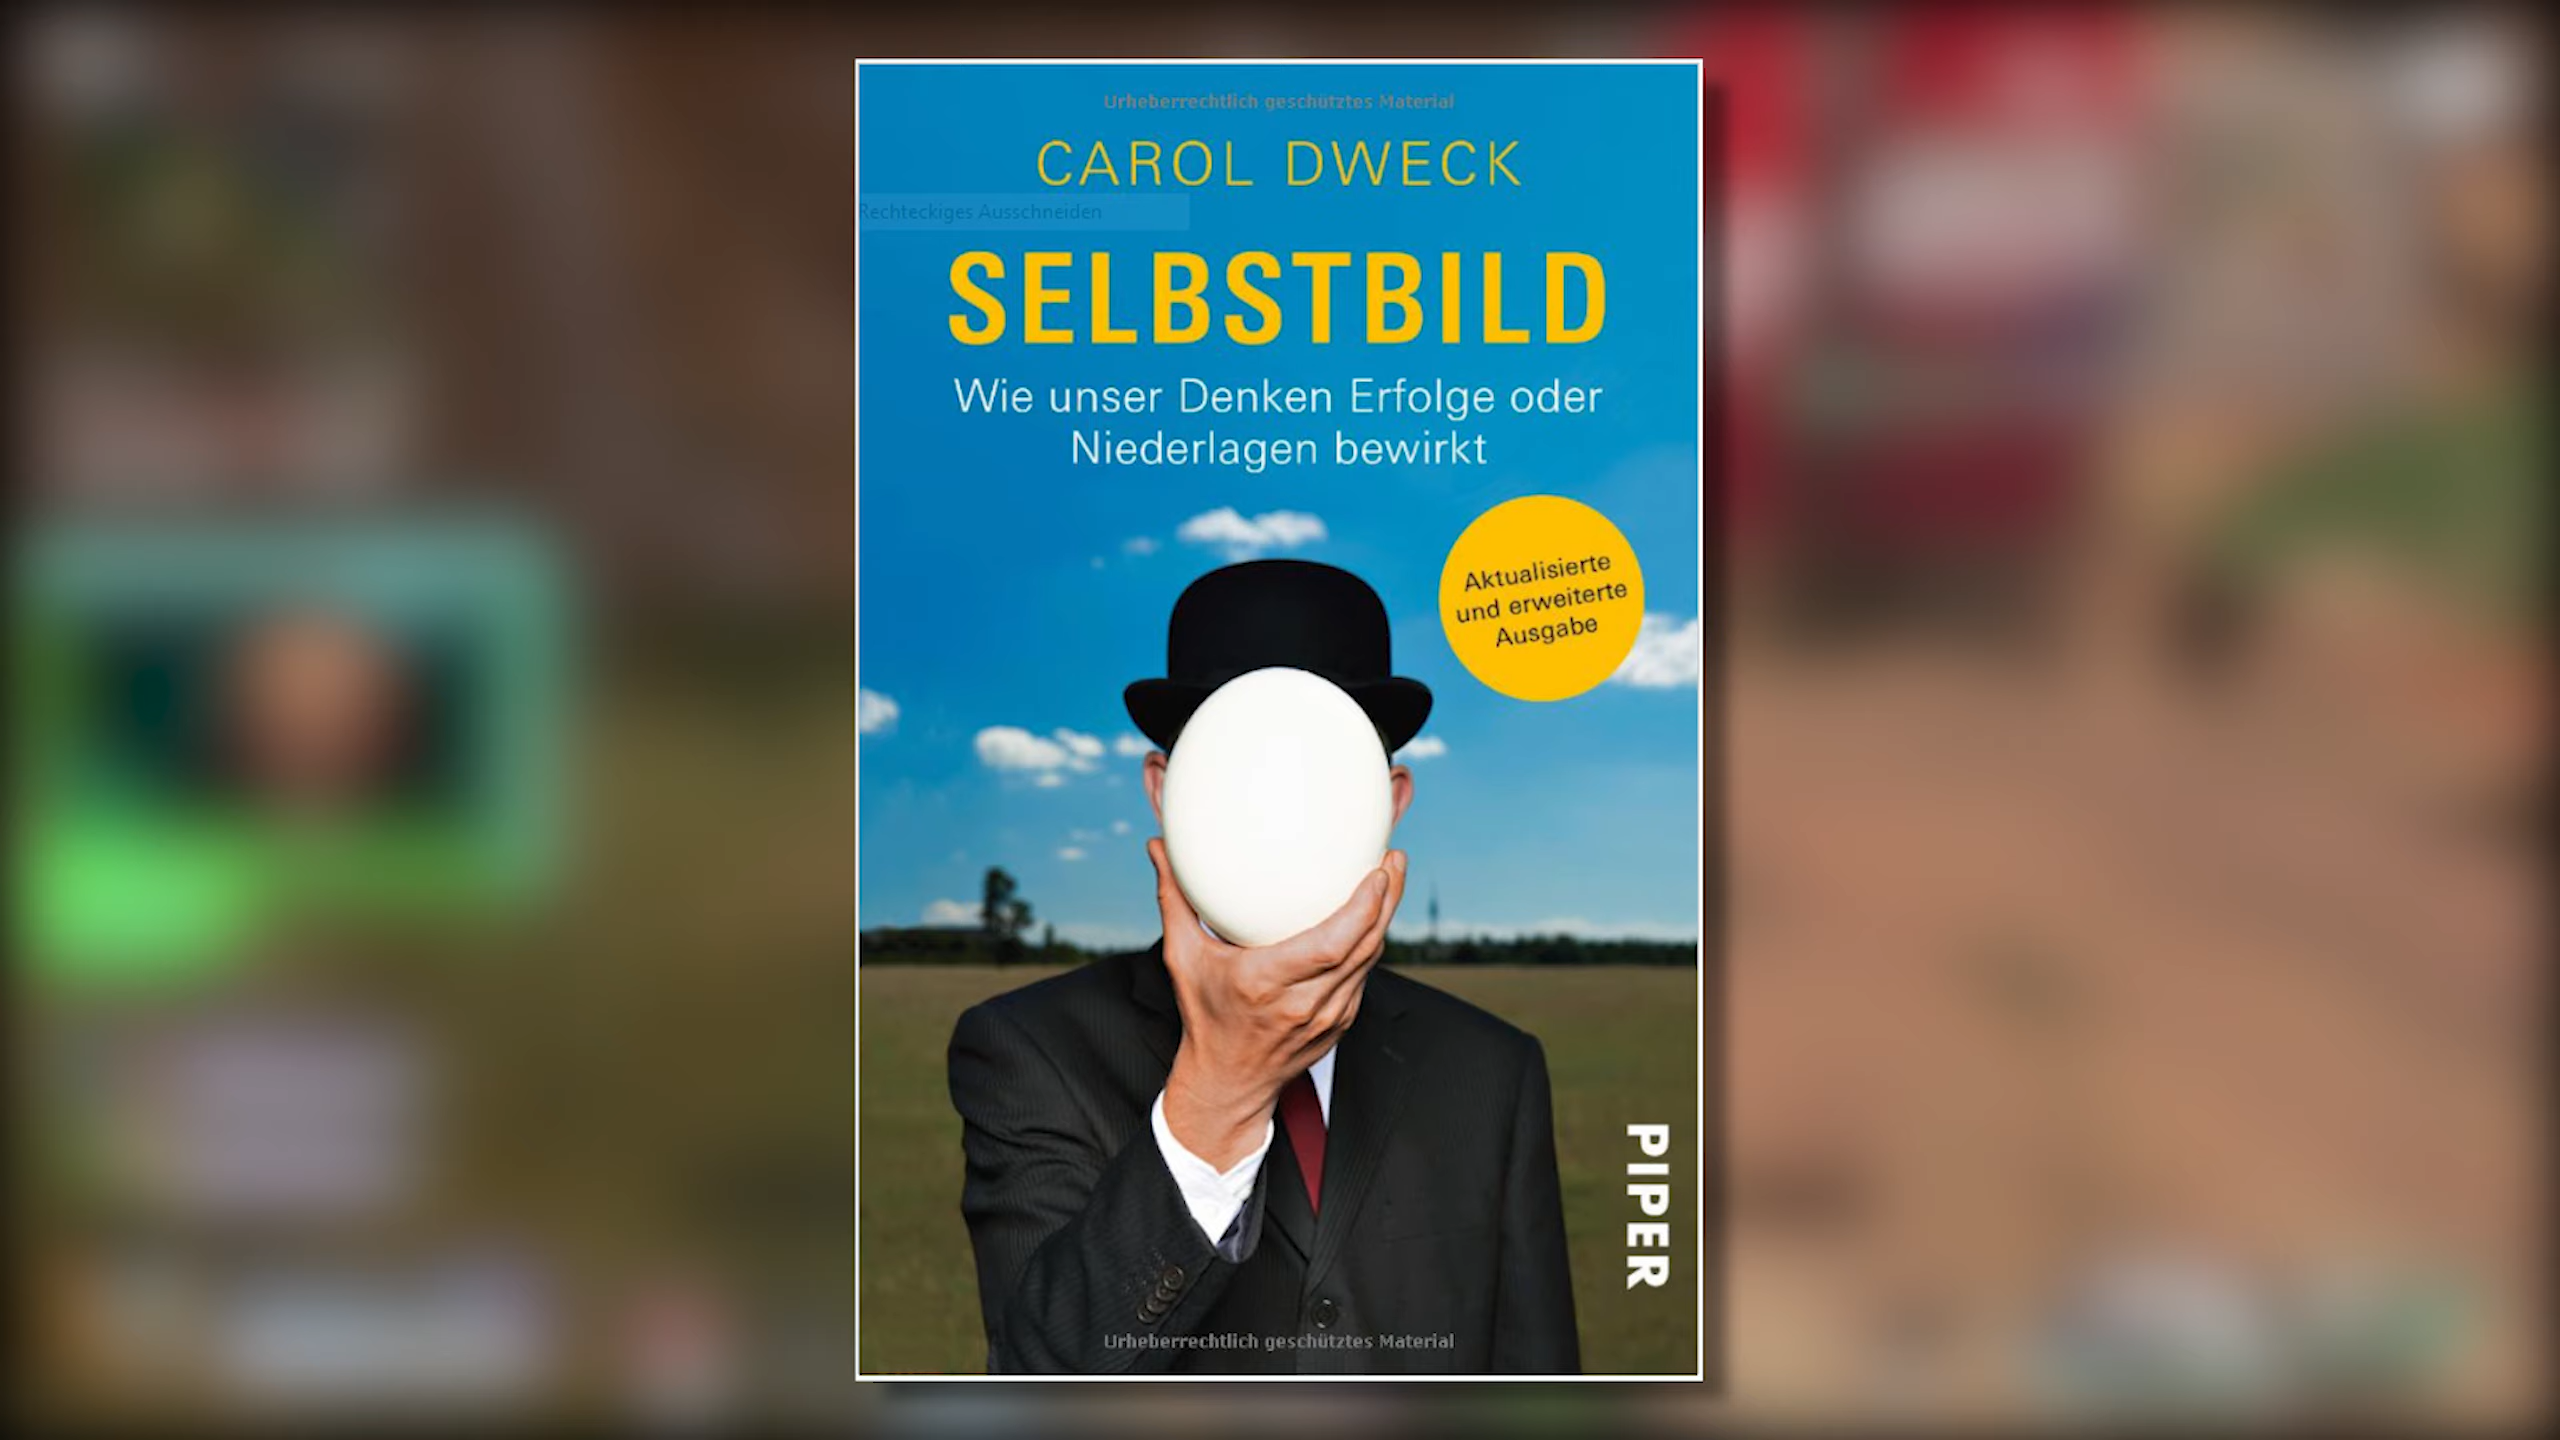 Urheberrechtlich geschütztes Material
CAROL DWECK
Rechteckiges Ausschneiden
SELBSTBILD
Wie unser Denken Erfolge oder
Niederlagen bewirkt
Aktualisierte
und erweiterte
Ausgabe
PIPER
Urheberrechtlich geschütztes Material